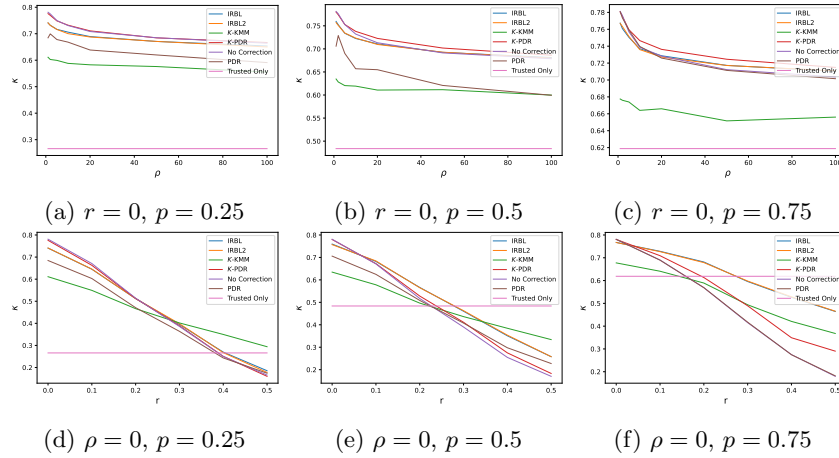 0.8
0.7
0.6
0.5
0.4
0.3
κ
0 20 40 60 80 100
ρ
IRBL
IRBL2
K-KMM
K-PDR
No Correction
PDR
Trusted Only
(a) r = 0, p = 0.25
0.75
0.70
0.65
0.60
0.55
0.50
κ
0 20 40 60 80 100
ρ
IRBL
IRBL2
K-KMM
K-PDR
No Correction
PDR
Trusted Only
(b) r = 0, p = 0.5
0.78
0.76
0.74
0.72
0.70
0.68
0.66
0.64
0.62
κ
0 20 40 60 80 100
ρ
IRBL
IRBL2
K-KMM
K-PDR
No Correction
PDR
Trusted Only
(c) r = 0, p = 0.75
0.8
0.7
0.6
0.5
0.4
0.3
0.2
κ
0.0 0.1 0.2 0.3 0.4 0.5
r
IRBL
IRBL2
K-KMM
K-PDR
No Correction
PDR
Trusted Only
(d) ρ = 0, p = 0.25
0.8
0.7
0.6
0.5
0.4
0.3
0.2
κ
0.0 0.1 0.2 0.3 0.4 0.5
r
IRBL
IRBL2
K-KMM
K-PDR
No Correction
PDR
Trusted Only
(e) ρ = 0, p = 0.5
0.8
0.7
0.6
0.5
0.4
0.3
0.2
κ
0.0 0.1 0.2 0.3 0.4 0.5
r
IRBL
IRBL2
K-KMM
K-PDR
No Correction
PDR
Trusted Only
(f) ρ = 0, p = 0.75